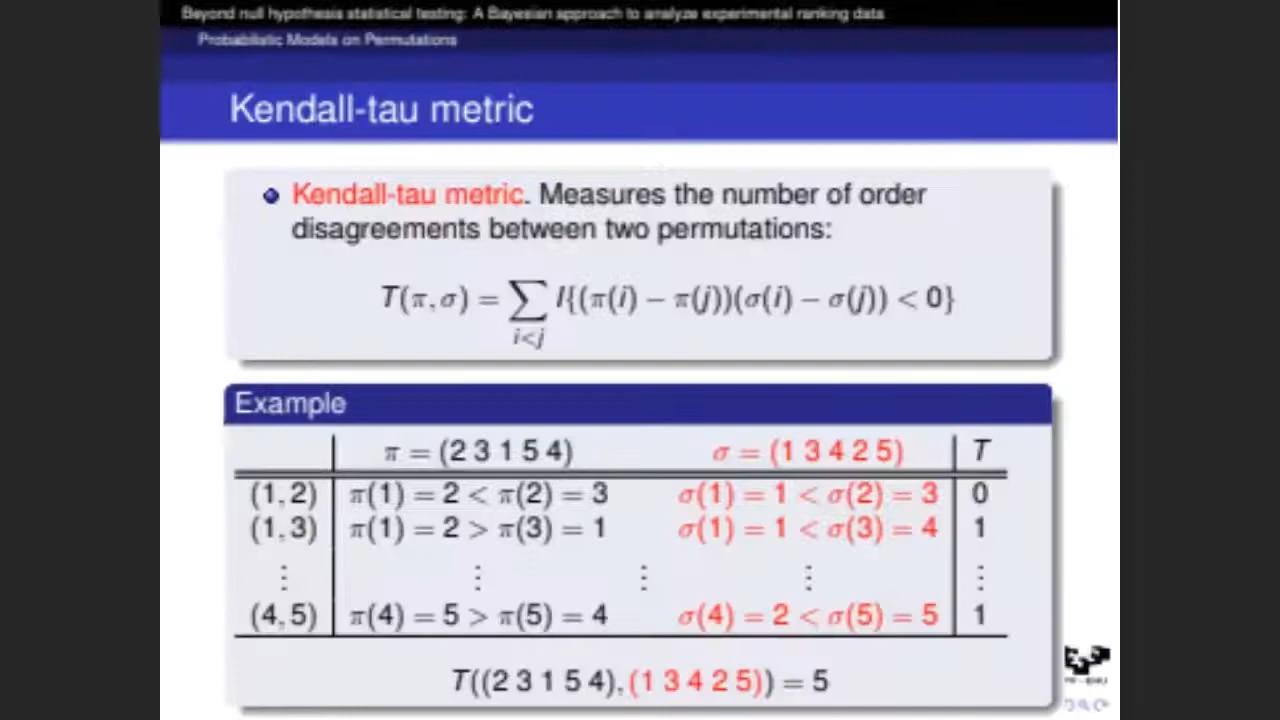 Beyond null hypothesis statistical testing: A Bayesian approach to analyze experimental ranking data
Probabilistic Models on Permutations
Kendall-tau metric
Kendall-tau metric. Measures the number of order
disagreements between two permutations:
T(π,σ) = ∑ I{(π(i) − π(j))(σ(i) − σ(j)) < 0}
i<j
Example
π = (2 3 1 5 4) σ = (1 3 4 2 5) T
(1,2) π(1) = 2 < π(2) = 3 σ(1) = 1 < σ(2) = 3 0
(1,3) π(1) = 2 > π(3) = 1 σ(1) = 1 < σ(3) = 4 1
⋮ ⋮ ⋮ ⋮ ⋮
(4,5) π(4) = 5 > π(5) = 4 σ(4) = 2 < σ(5) = 5 1
T((2 3 1 5 4),(1 3 4 2 5)) = 5